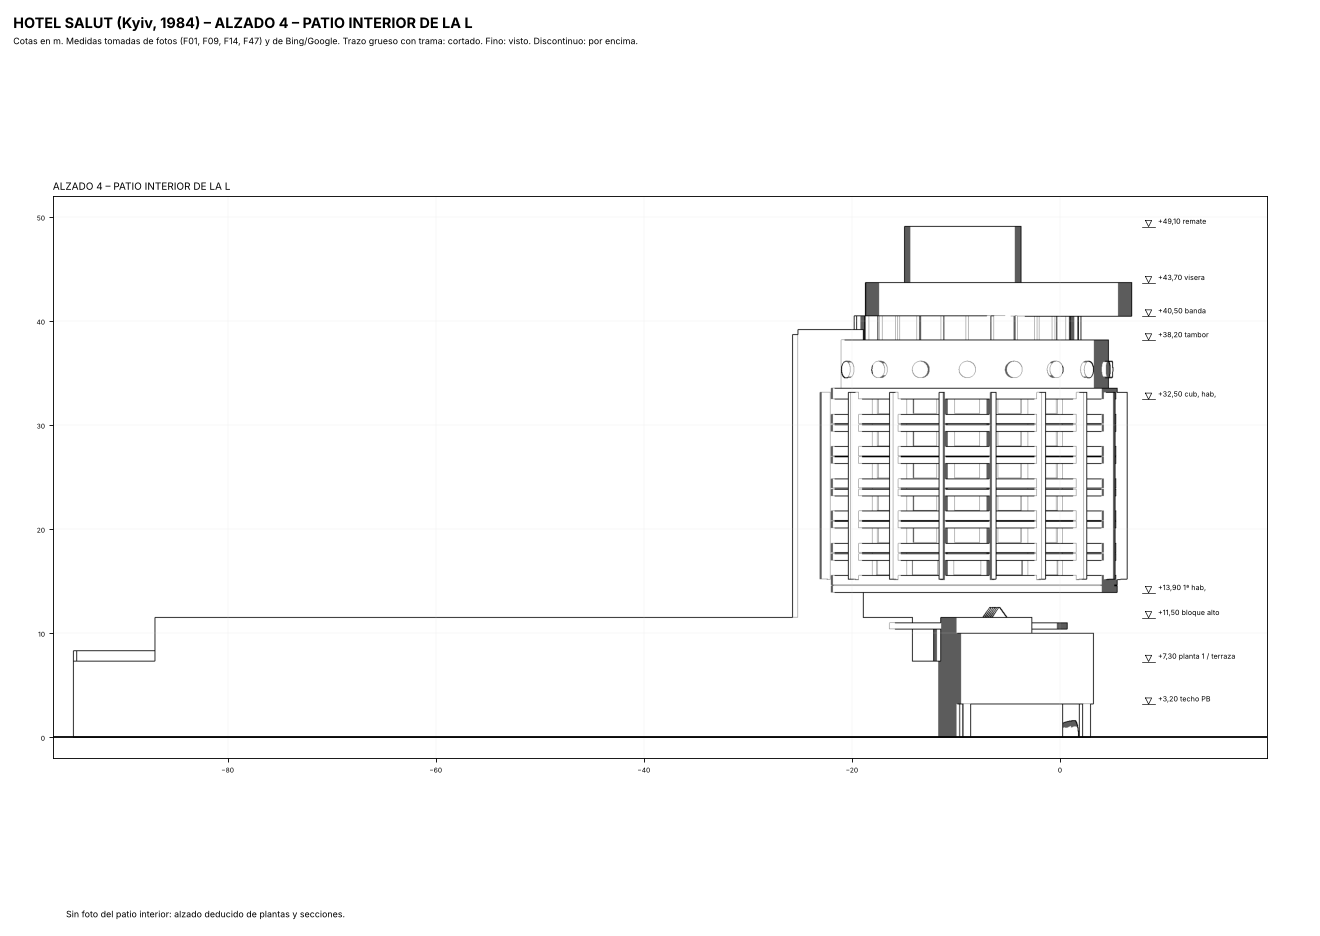 HOTEL SALUT (Kyiv, 1984) – ALZADO 4 – PATIO INTERIOR DE LA L
Cotas en m. Medidas tomadas de fotos (F01, F09, F14, F47) y de Bing/Google. Trazo grueso con trama: cortado. Fino: visto. Discontinuo: por encima.
ALZADO 4 – PATIO INTERIOR DE LA L
50
+49,10 remate
+43,70 visera
+40,50 banda
40
+38,20 tambor
+32,50 cub, hab,
30
20
+13,90 1ª hab,
+11,50 bloque alto
10
+7,30 planta 1 / terraza
+3,20 techo PB
0
−80
−60
−40
−20
0
Sin foto del patio interior: alzado deducido de plantas y secciones.